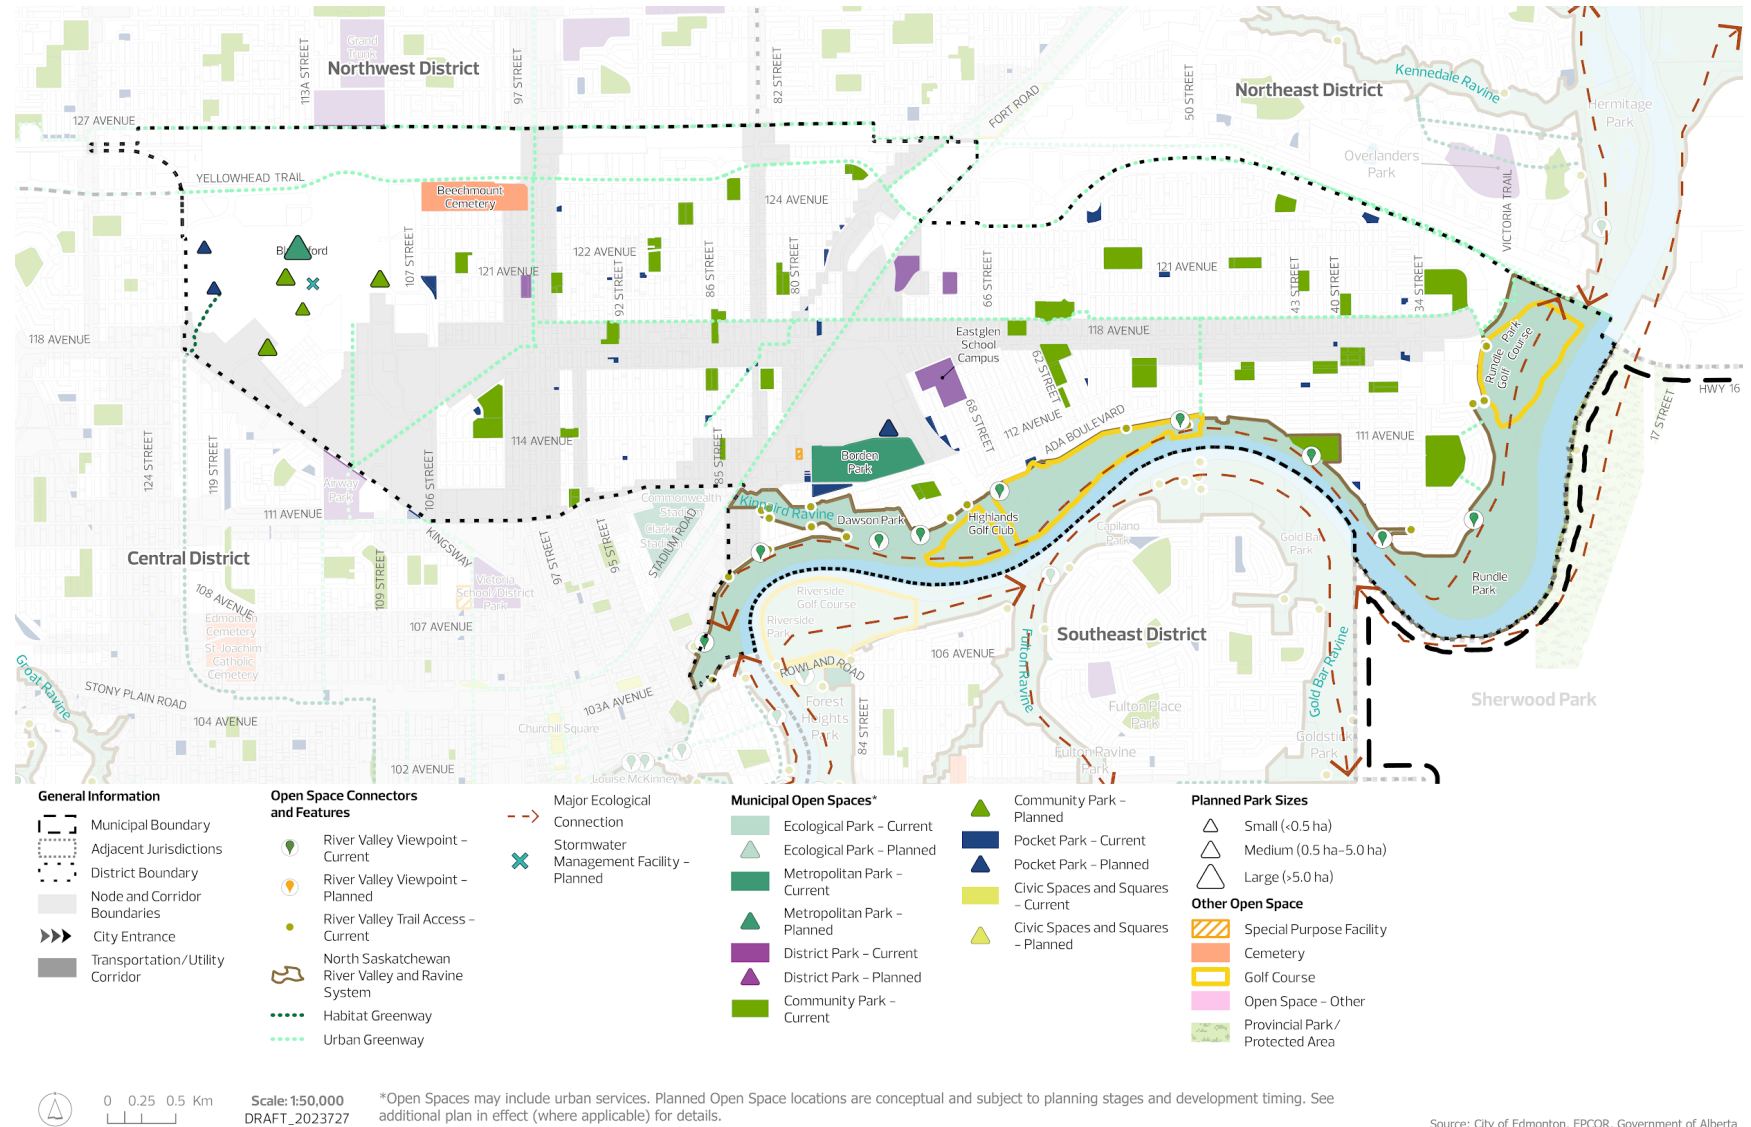 Grand
Trunk
Northwest District
113A STREET
97 STREET
82 STREET
FORT ROAD
50 STREET
Northeast District
Kennedale Ravine
Hermitage
Park
127 AVENUE
Overlanders
Park
VICTORIA TRAIL
YELLOWHEAD TRAIL
Beechmount
Cemetery
124 AVENUE
122 AVENUE
121 AVENUE
107 STREET
92 STREET
86 STREET
80 STREET
66 STREET
121 AVENUE
43 STREET
40 STREET
34 STREET
118 AVENUE
118 AVENUE
Eastglen
School
Campus
62 STREET
68 STREET
112 AVENUE
ADA BOULEVARD
Rundle Park
Golf Course
HWY 16
17 STREET
114 AVENUE
85 STREET
Borden
Park
111 AVENUE
124 STREET
119 STREET
Airway
Park
106 STREET
111 AVENUE
KINGSWAY
Commonwealth
Stadium
Clarke
Stadium
STADIUM ROAD
Kinnaird Ravine
Dawson Park
Highlands
Golf Club
Capilano
Park
Gold Bar
Park
Rundle
Park
Central District
109 STREET
97 STREET
95 STREET
Victoria
School/District
Park
108 AVENUE
Edmonton
Cemetery
St. Joachim
Catholic
Cemetery
107 AVENUE
Riverside
Golf Course
Riverside
Park
ROWLAND ROAD
106 AVENUE
Fulton Ravine
Southeast District
Gold Bar Ravine
Groat Ravine
STONY PLAIN ROAD
104 AVENUE
103A AVENUE
Churchill Square
102 AVENUE
Louise McKinney
Forest
Heights
Park
84 STREET
Fulton Place
Park
Fulton Ravine
Park
Goldstick
Park
Sherwood Park
General Information
Municipal Boundary
Adjacent Jurisdictions
District Boundary
Node and Corridor
Boundaries
City Entrance
Transportation/Utility
Corridor
Open Space Connectors
and Features
River Valley Viewpoint –
Current
River Valley Viewpoint –
Planned
River Valley Trail Access –
Current
North Saskatchewan
River Valley and Ravine
System
Habitat Greenway
Urban Greenway
Major Ecological
Connection
Stormwater
Management Facility –
Planned
Municipal Open Spaces*
Ecological Park – Current
Ecological Park – Planned
Metropolitan Park –
Current
Metropolitan Park –
Planned
District Park – Current
District Park – Planned
Community Park –
Current
Community Park –
Planned
Pocket Park – Current
Pocket Park – Planned
Civic Spaces and Squares
– Current
Civic Spaces and Squares
– Planned
Planned Park Sizes
Small (<0.5 ha)
Medium (0.5 ha–5.0 ha)
Large (>5.0 ha)
Other Open Space
Special Purpose Facility
Cemetery
Golf Course
Open Space – Other
Provincial Park/
Protected Area
0 0.25 0.5 Km
Scale: 1:50,000
DRAFT_2023727
*Open Spaces may include urban services. Planned Open Space locations are conceptual and subject to planning stages and development timing. See
additional plan in effect (where applicable) for details.
Source: City of Edmonton, EPCOR, Government of Alberta